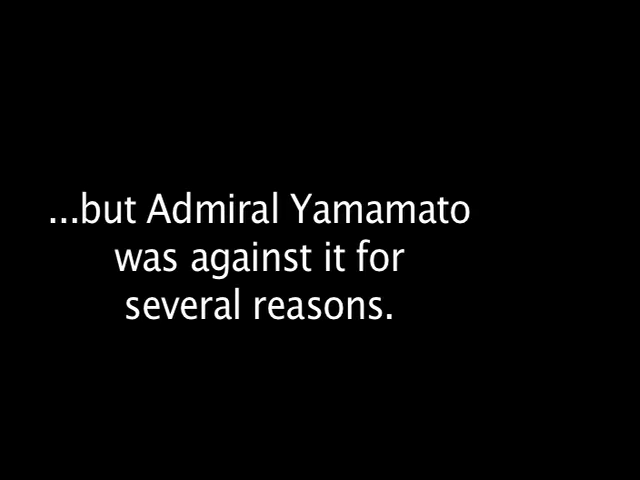 ...but Admiral Yamamato
was against it for
several reasons.